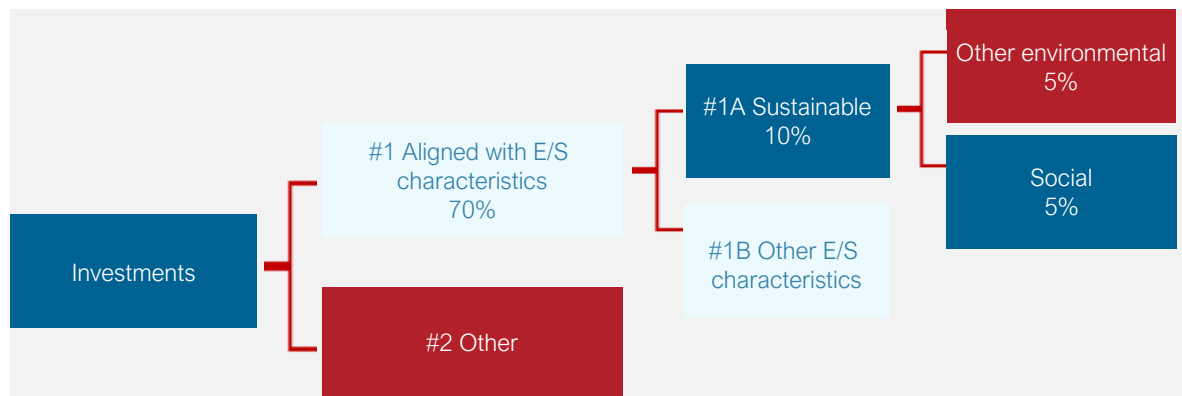 Investments
#1 Aligned with E/S
characteristics
70%
#2 Other
#1A Sustainable
10%
#1B Other E/S
characteristics
Other environmental
5%
Social
5%